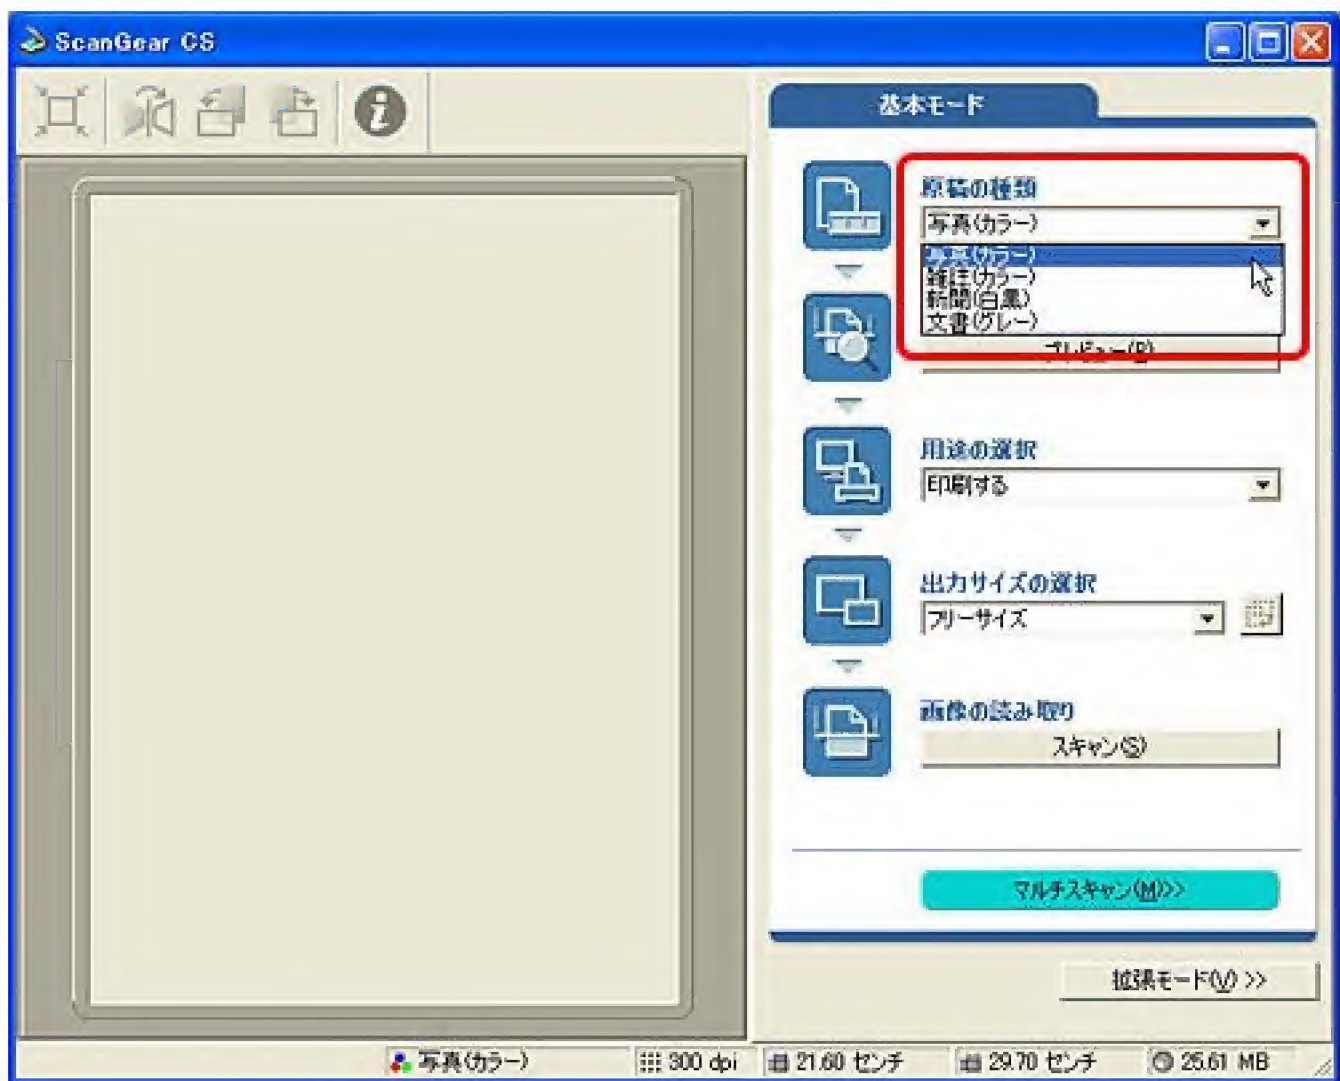 ScanGear CS
基本モード
原稿の種類
写真(カラー)
写真(カラー)
雑誌(カラー)
新聞(白黒)
文書(グレー)
プレビュー(P)
用途の選択
印刷する
出力サイズの選択
フリーサイズ
画像の読み取り
スキャン(S)
マルチスキャン(M)>>
拡張モード(V) >>
写真(カラー) 300 dpi 21.60 センチ 29.70 センチ 25.61 MB